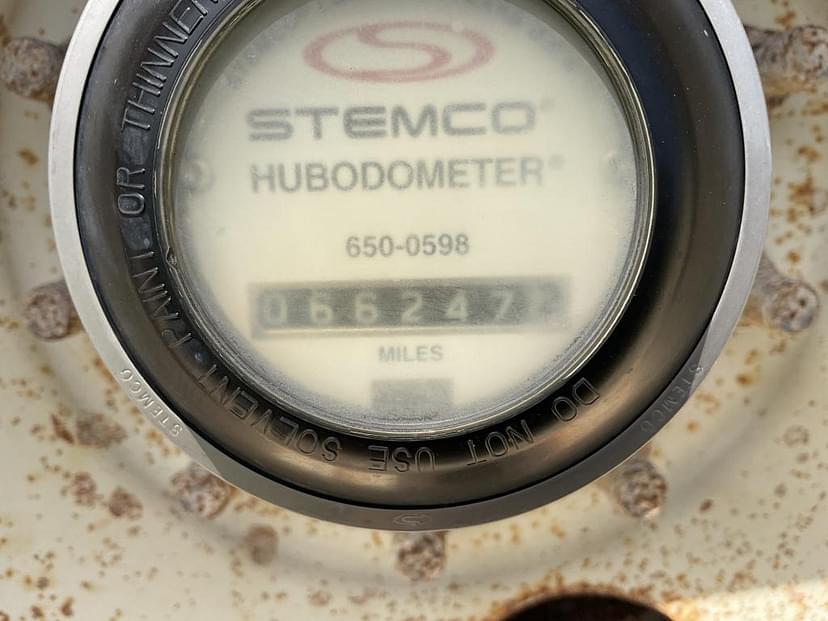 STEMCO®
HUBODOMETER®
650-0598
066247
MILES
DO NOT USE SOLVENT PAINT OR THINNER
STEMCO
STEMCO